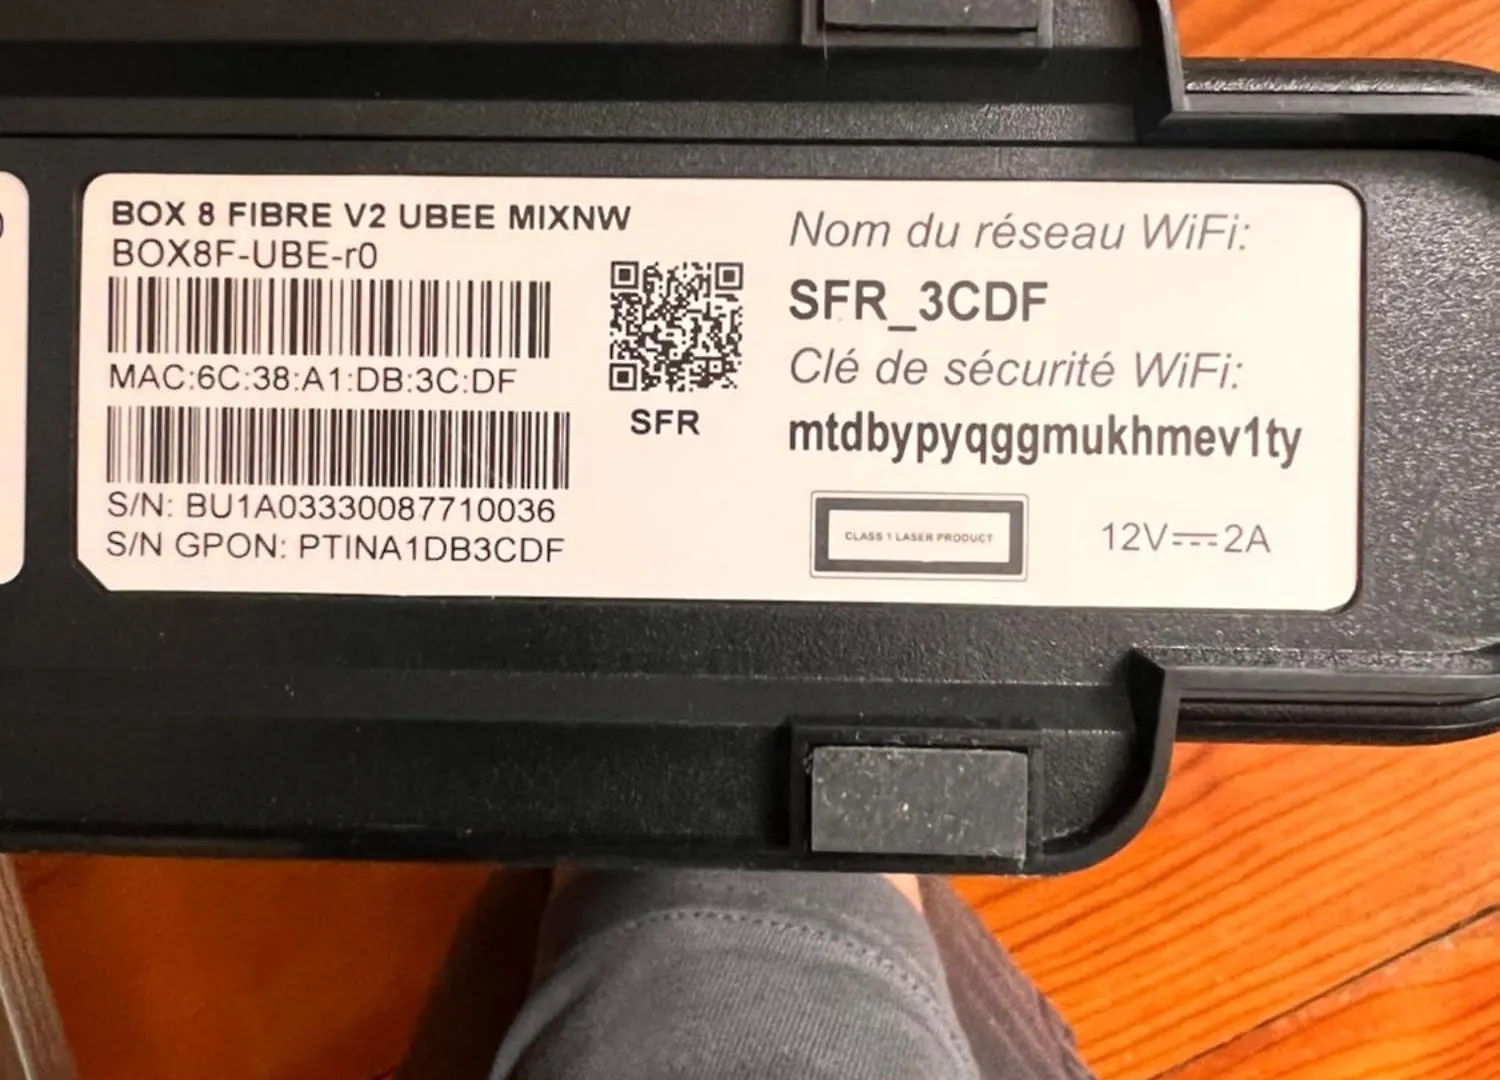 BOX 8 FIBRE V2 UBEE MIXNW
BOX8F-UBE-r0
MAC:6C:38:A1:DB:3C:DF
S/N: BU1A03330087710036
S/N GPON: PTINA1DB3CDF
SFR
Nom du réseau WiFi:
SFR_3CDF
Clé de sécurité WiFi:
mtdbypyqggmukhmev1ty
CLASS 1 LASER PRODUCT
12V⎓2A